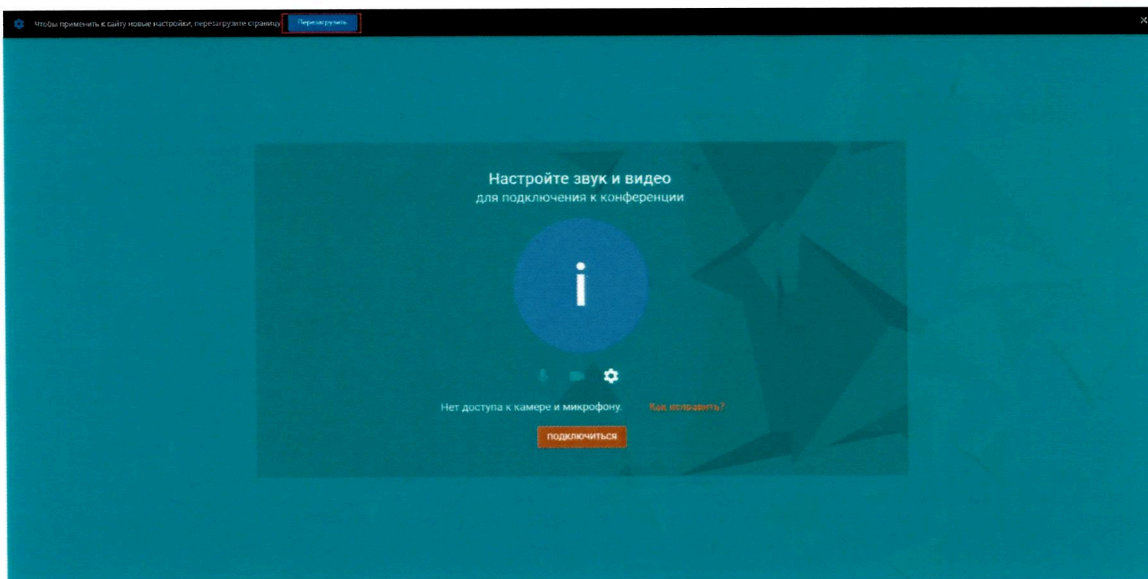 Чтобы применить к сайту новые настройки, перезагрузите страницу
Перезагрузить
Настройте звук и видео
для подключения к конференции
i
Нет доступа к камере и микрофону. Как исправить?
ПОДКЛЮЧИТЬСЯ